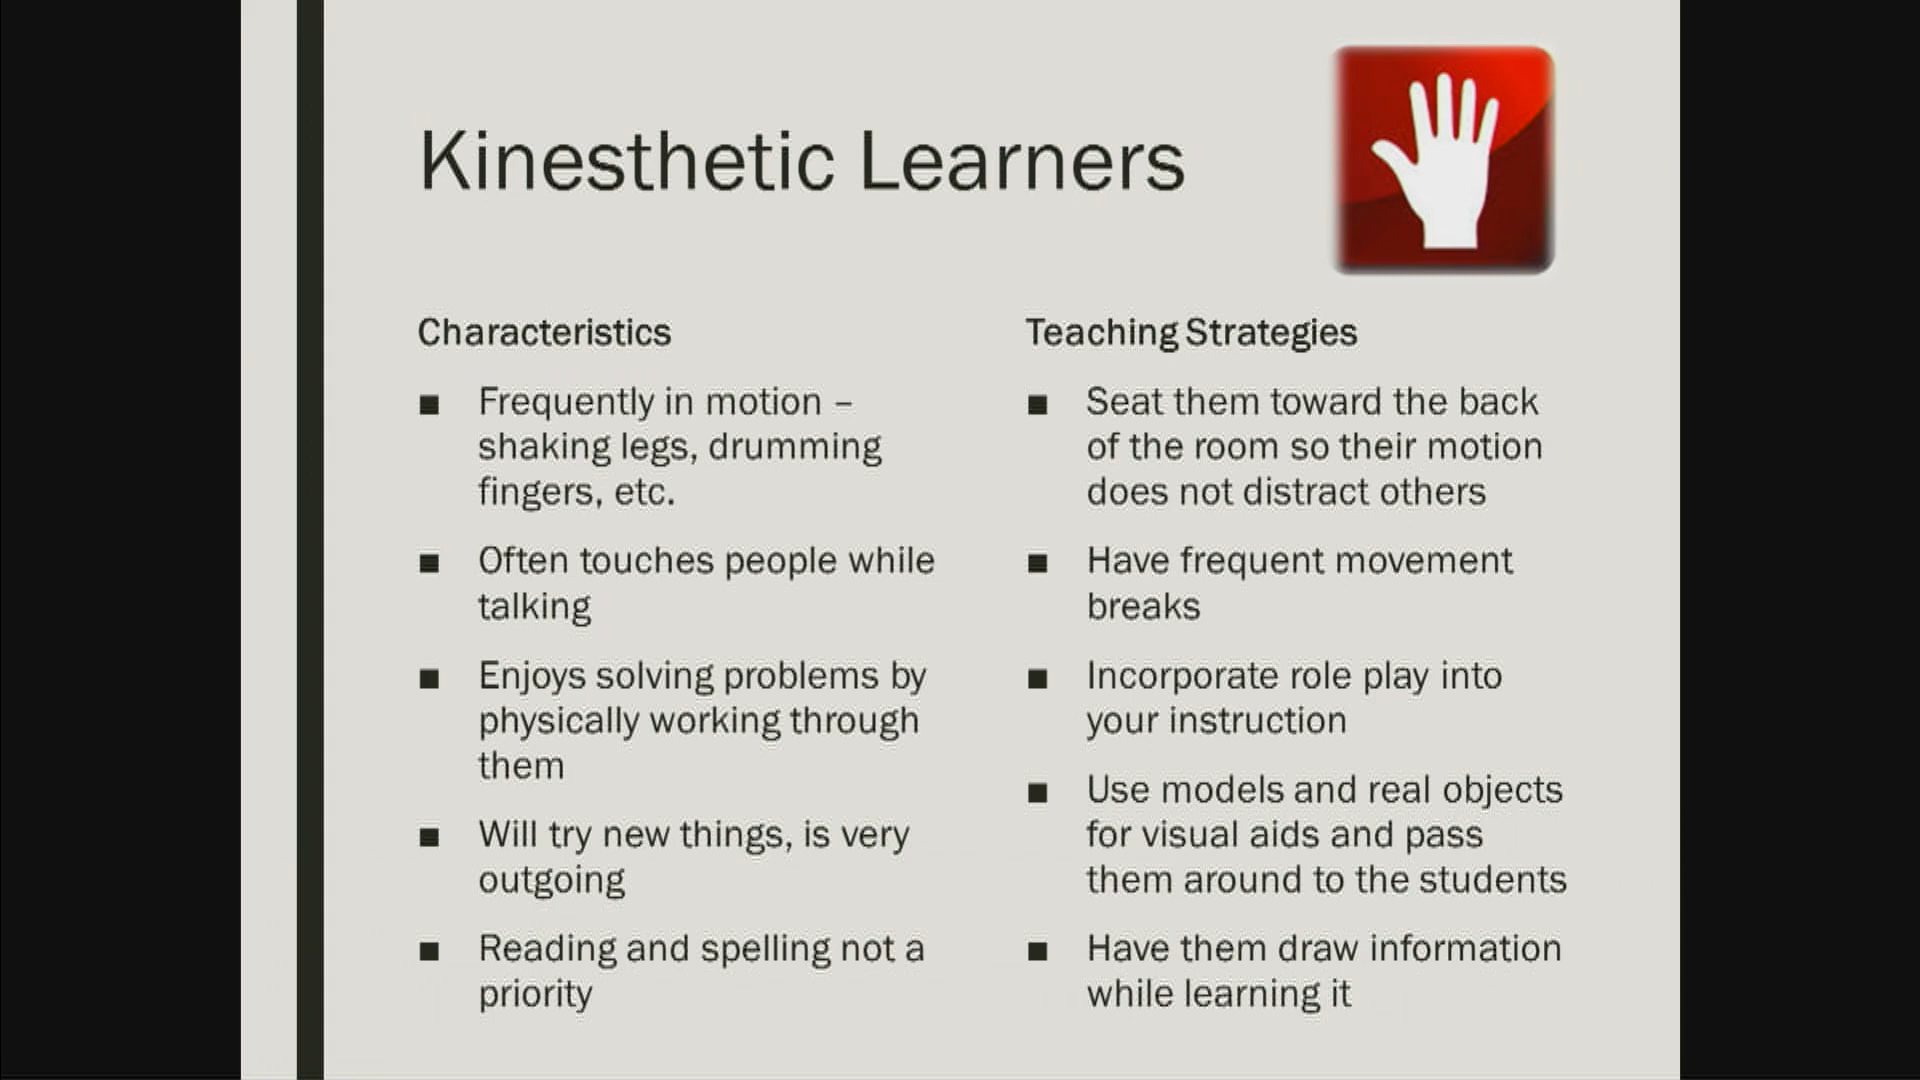 Kinesthetic Learners
Characteristics
■ Frequently in motion –
shaking legs, drumming
fingers, etc.
■ Often touches people while
talking
■ Enjoys solving problems by
physically working through
them
■ Will try new things, is very
outgoing
■ Reading and spelling not a
priority
Teaching Strategies
■ Seat them toward the back
of the room so their motion
does not distract others
■ Have frequent movement
breaks
■ Incorporate role play into
your instruction
■ Use models and real objects
for visual aids and pass
them around to the students
■ Have them draw information
while learning it